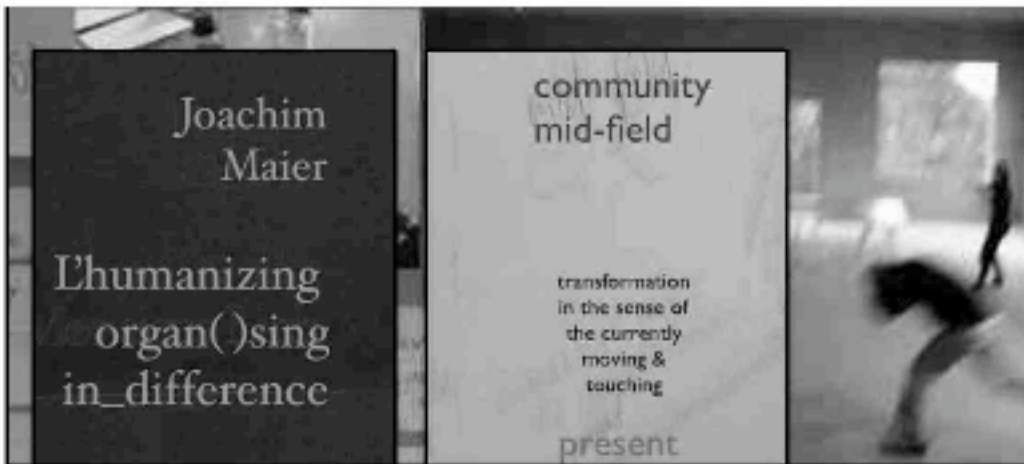 Joachim
Maier
L'humanizing
organ( )sing
in_difference
community
mid-field
transformation
in the sense of
the currently
moving &
touching
present